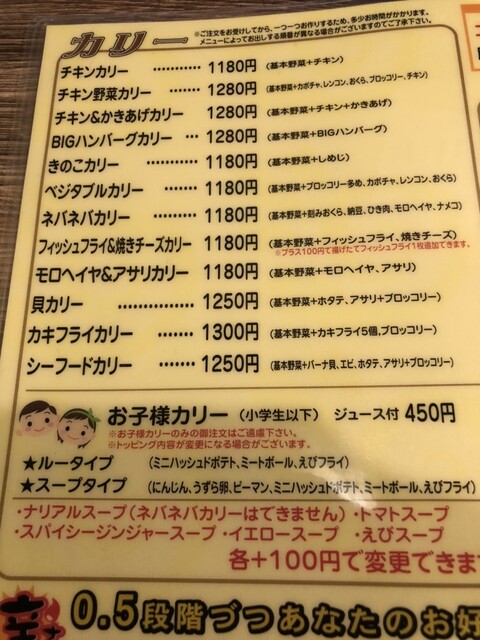 カリー
※ご注文をお受けしてから、一つ一つお作りするため、多少お時間がかかります。
メニューによってお出しする順番が異なる場合がございますのでご了承下さい。
チキンカリー ………… 1180円 (基本野菜+チキン)
チキン野菜カリー …… 1280円 (基本野菜+カボチャ、レンコン、おくら、ブロッコリー、チキン)
チキン&かきあげカリー 1280円 (基本野菜+チキン+かきあげ)
BIGハンバーグカリー … 1280円 (基本野菜+BIGハンバーグ)
きのこカリー ………… 1180円 (基本野菜+しめじ)
ベジタブルカリー …… 1180円 (基本野菜+ブロッコリー多め、カボチャ、レンコン、おくら)
ネバネバカリー ……… 1180円 (基本野菜+刻みおくら、納豆、ひき肉、モロヘイヤ、ナメコ)
フィッシュフライ&焼きチーズカリー 1180円 (基本野菜+フィッシュフライ、焼きチーズ)
※プラス100円で揚げたてフィッシュフライ1枚追加できます。
モロヘイヤ&アサリカリー 1180円 (基本野菜+モロヘイヤ、アサリ)
貝カリー …………… 1250円 (基本野菜+ホタテ、アサリ+ブロッコリー)
カキフライカリー …… 1300円 (基本野菜+カキフライ5個,ブロッコリー)
シーフードカリー …… 1250円 (基本野菜+バーナ貝、エビ、ホタテ、アサリ+ブロッコリー)
お子様カリー (小学生以下) ジュース付 450円
※お子様カリーのみの御注文はご遠慮下さい。
※トッピング内容が変更になる場合がございます。
★ルータイプ (ミニハッシュドポテト、ミートボール、えびフライ)
★スープタイプ (にんじん、うずら卵、ピーマン、ミニハッシュドポテト、ミートボール、えびフライ)
・ナリアルスープ(ネバネバカリーはできません)・トマトスープ
・スパイシージンジャースープ・イエロースープ ・えびスープ
各+100円で変更できま
0.5段階づつあなたのお好